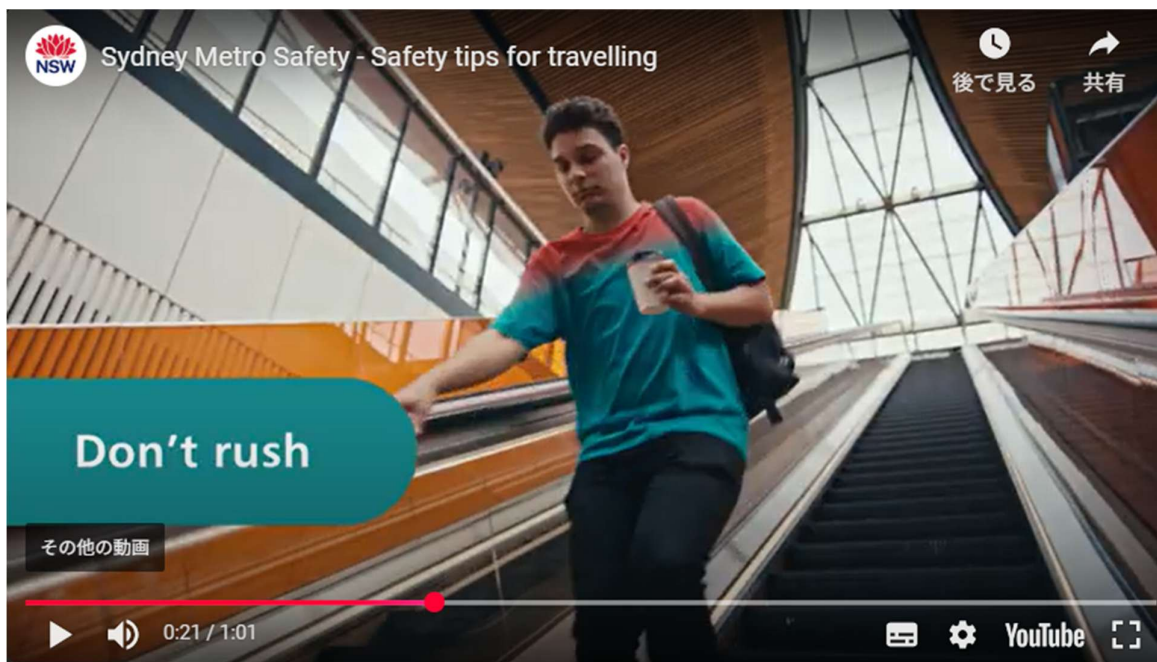 NSW
Sydney Metro Safety - Safety tips for travelling
後で見る
共有
Don't rush
その他の動画
0:21 / 1:01
YouTube